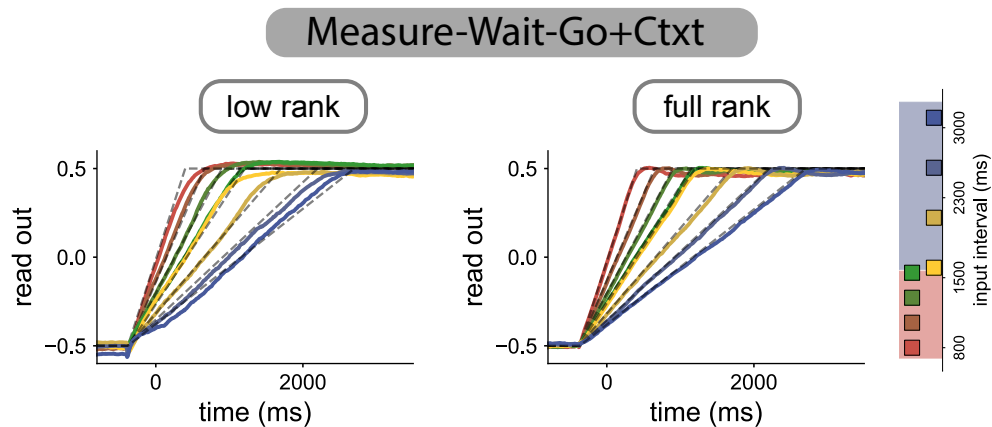 Measure-Wait-Go+Ctxt
low rank
full rank
read out
0.5
0.0
−0.5
0
2000
time (ms)
read out
0.5
0.0
−0.5
0
2000
time (ms)
3000
2300
1500
800
input interval (ms)